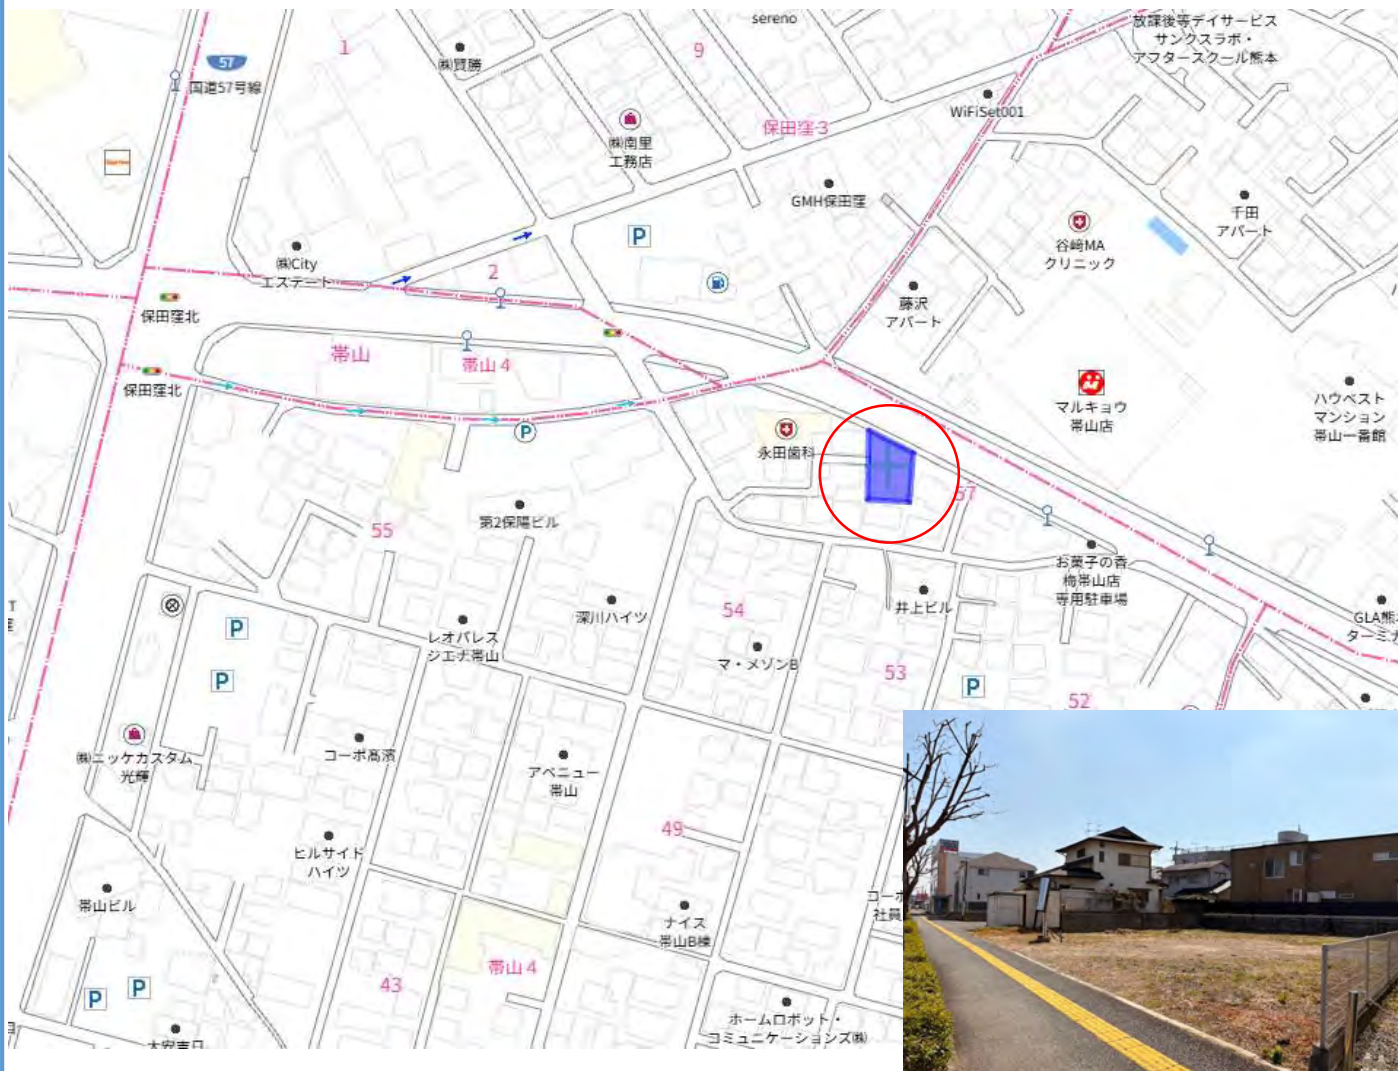 sereno
放課後等デイサービス
サンクスラボ・
アフタースクール熊本
1
9
㈱賀勝
57
国道57号線
WiFiSet001
㈱南里
工務店
保田窪 3
GMH保田窪
千田
アパート
谷﨑MA
クリニック
P
㈱City
エステート
2
藤沢
アパート
保田窪北
帯山
帯山 4
保田窪北
マルキョウ
帯山店
ハウベスト
マンション
帯山一番館
P
永田歯科
57
第2保陽ビル
55
お菓子の香
梅帯山店
専用駐車場
井上ビル
54
深川ハイツ
P
レオパレス
ジエナ帯山
マ・メゾンB
53
P
P
52
GLA熊
ターミナ
㈱ニッケカスタム
光輝
コーポ髙濱
アベニュー
帯山
49
ヒルサイド
ハイツ
帯山ビル
コーポ
社員
ナイス
帯山B棟
帯山 4
43
P
P
ホームロボット・
コミュニケーションズ㈱
大安吉日